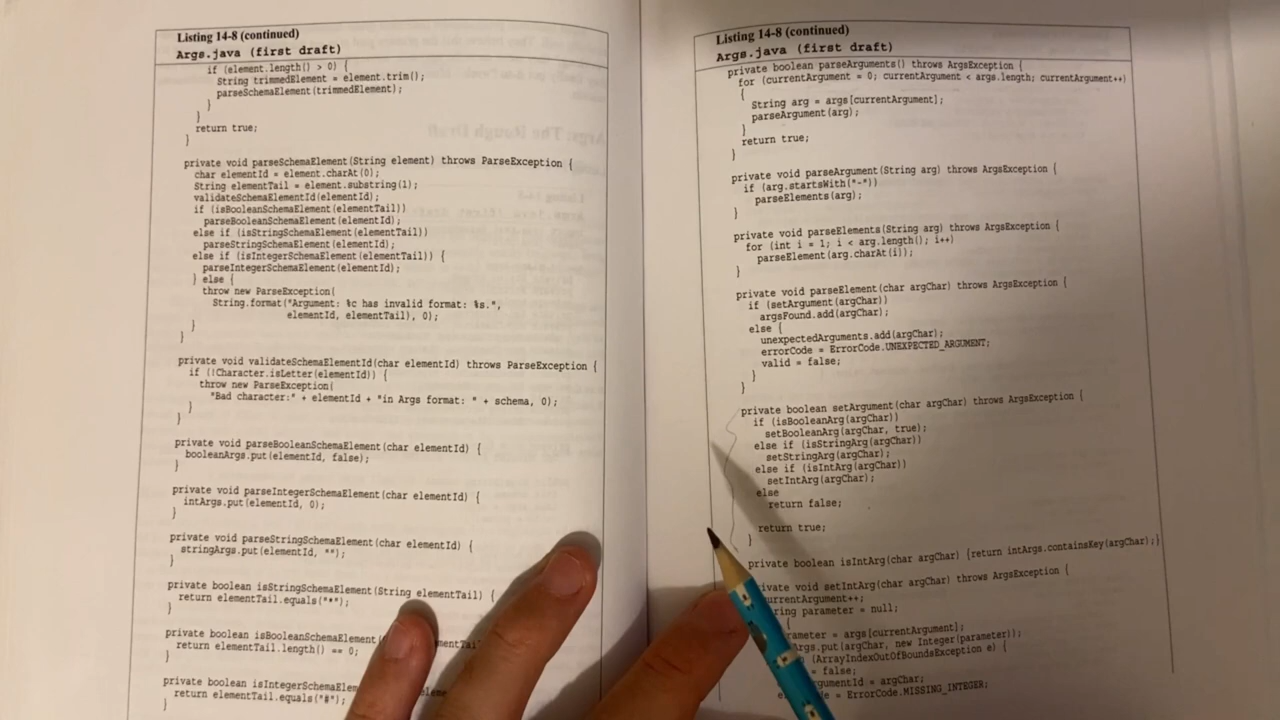 Listing 14-8 (continued)
Args.java (first draft)
if (element.length() > 0) {
String trimmedElement = element.trim();
parseSchemaElement(trimmedElement);
}
}
return true;
}
private void parseSchemaElement(String element) throws ParseException {
char elementId = element.charAt(0);
String elementTail = element.substring(1);
validateSchemaElementId(elementId);
if (isBooleanSchemaElement(elementTail))
parseBooleanSchemaElement(elementId);
else if (isStringSchemaElement(elementTail))
parseStringSchemaElement(elementId);
else if (isIntegerSchemaElement(elementTail)) {
parseIntegerSchemaElement(elementId);
} else {
throw new ParseException(
String.format("Argument: %c has invalid format: %s.",
elementId, elementTail), 0);
}
}
private void validateSchemaElementId(char elementId) throws ParseException {
if (!Character.isLetter(elementId)) {
throw new ParseException(
"Bad character:" + elementId + "in Args format: " + schema, 0);
}
}
private void parseBooleanSchemaElement(char elementId) {
booleanArgs.put(elementId, false);
}
private void parseIntegerSchemaElement(char elementId) {
intArgs.put(elementId, 0);
}
private void parseStringSchemaElement(char elementId) {
stringArgs.put(elementId, "");
}
private boolean isStringSchemaElement(String elementTail) {
return elementTail.equals("*");
}
private boolean isBooleanSchemaElement(
return elementTail.length() == 0;
}
private boolean isIntegerSchemaElem
return elementTail.equals("#");
}
Listing 14-8 (continued)
Args.java (first draft)
private boolean parseArguments() throws ArgsException {
for (currentArgument = 0; currentArgument < args.length; currentArgument++)
{
String arg = args[currentArgument];
parseArgument(arg);
}
return true;
}
private void parseArgument(String arg) throws ArgsException {
if (arg.startsWith("-"))
parseElements(arg);
}
private void parseElements(String arg) throws ArgsException {
for (int i = 1; i < arg.length(); i++)
parseElement(arg.charAt(i));
}
private void parseElement(char argChar) throws ArgsException {
if (setArgument(argChar))
argsFound.add(argChar);
else {
unexpectedArguments.add(argChar);
errorCode = ErrorCode.UNEXPECTED_ARGUMENT;
valid = false;
}
}
private boolean setArgument(char argChar) throws ArgsException {
if (isBooleanArg(argChar))
setBooleanArg(argChar, true);
else if (isStringArg(argChar))
setStringArg(argChar);
else if (isIntArg(argChar))
setIntArg(argChar);
else
return false;
return true;
}
private boolean isIntArg(char argChar) {return intArgs.containsKey(argChar);}
rivate void setIntArg(char argChar) throws ArgsException {
currentArgument++;
ring parameter = null;
{
rameter = args[currentArgument];
Args.put(argChar, new Integer(parameter));
(ArrayIndexOutOfBoundsException e) {
= false;
gumentId = argChar;
e = ErrorCode.MISSING_INTEGER;